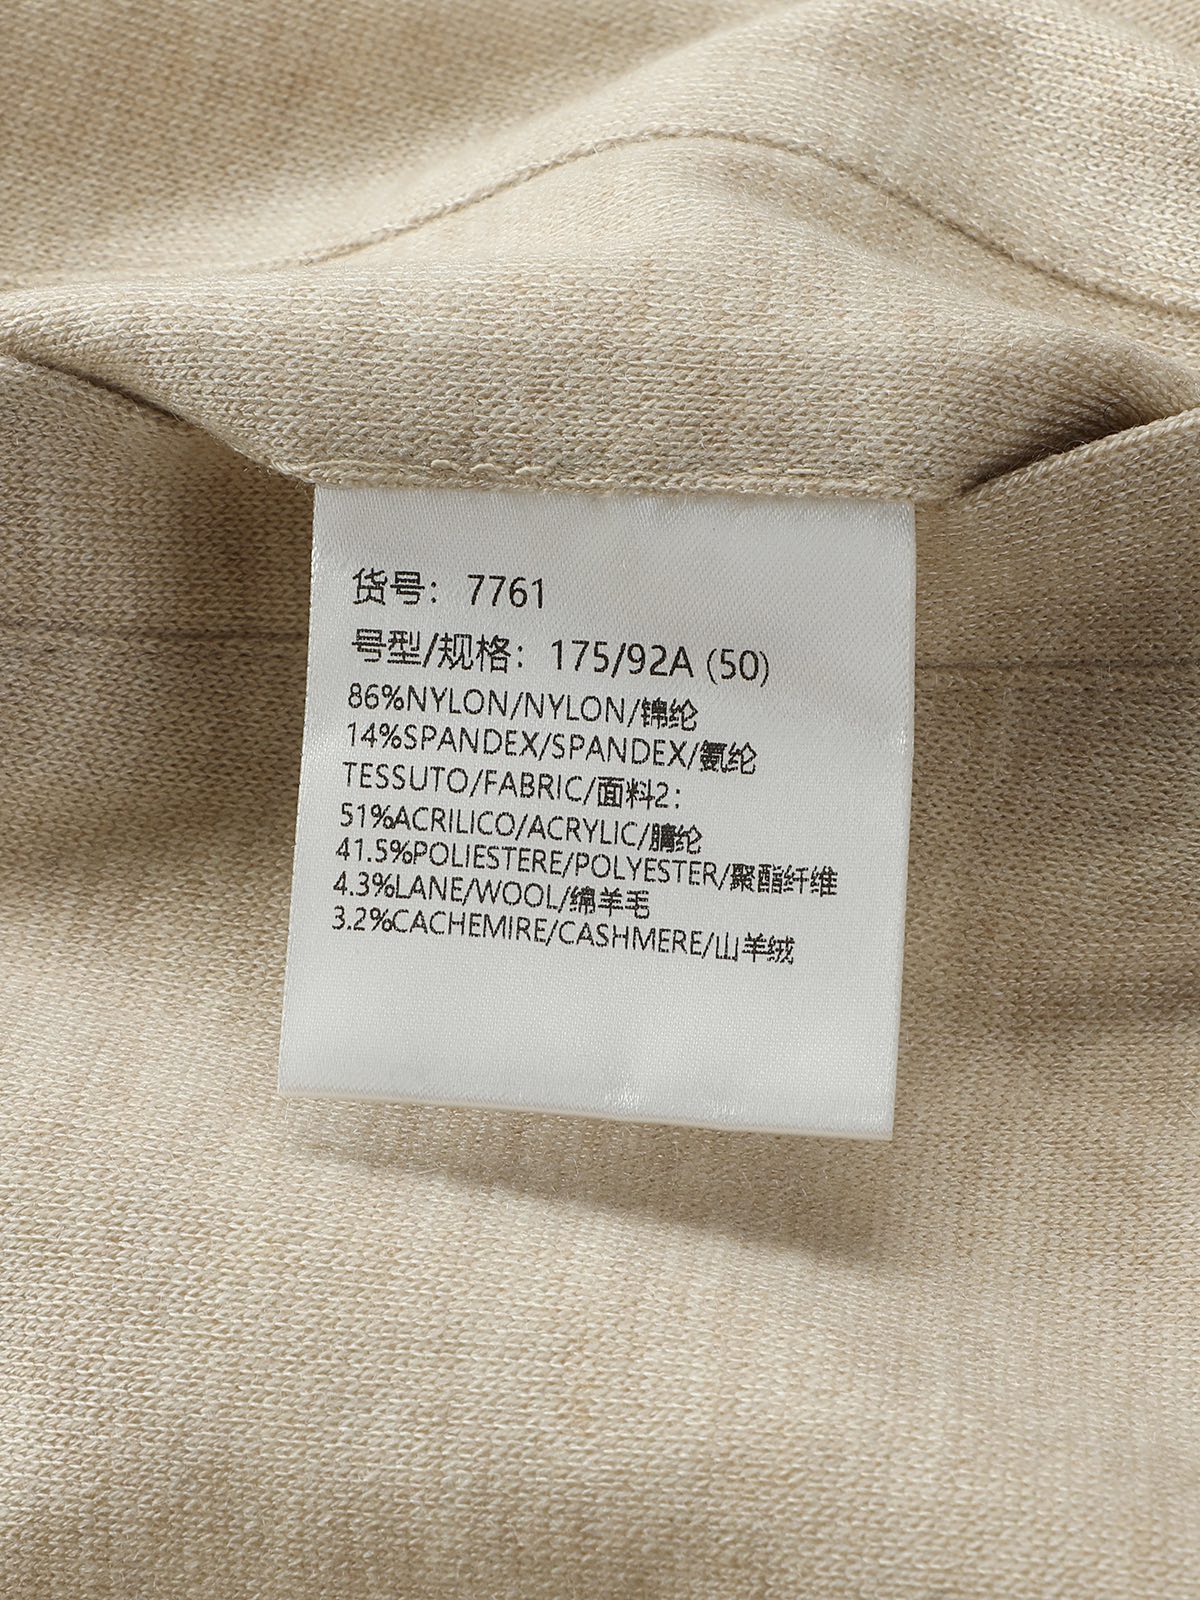 货号：7761
号型/规格：175/92A (50)
86%NYLON/NYLON/锦纶
14%SPANDEX/SPANDEX/氨纶
TESSUTO/FABRIC/面料2：
51%ACRILICO/ACRYLIC/腈纶
41.5%POLIESTERE/POLYESTER/聚酯纤维
4.3%LANE/WOOL/绵羊毛
3.2%CACHEMIRE/CASHMERE/山羊绒